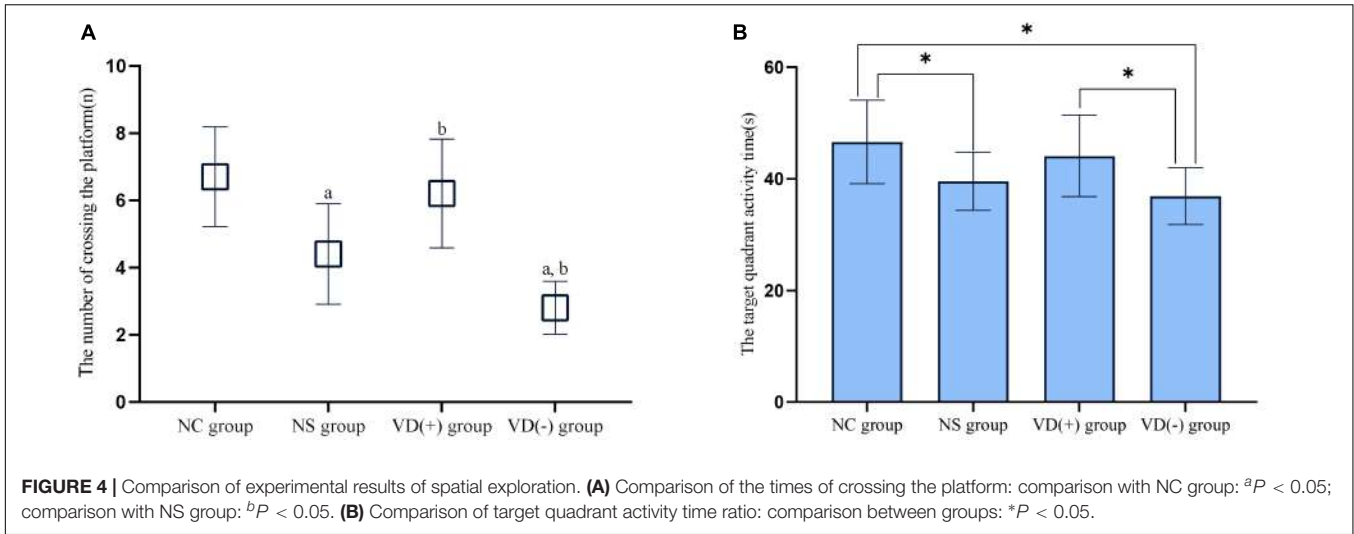 A
The number of crossing the platform(n)
10
8
6
4
2
0
a
b
a, b
NC group NS group VD(+) group VD(-) group
B
The target quadrant activity time(s)
60
40
20
0
*
*
*
NC group NS group VD(+) group VD(-) group
FIGURE 4 | Comparison of experimental results of spatial exploration. (A) Comparison of the times of crossing the platform: comparison with NC group: aP < 0.05;
comparison with NS group: bP < 0.05. (B) Comparison of target quadrant activity time ratio: comparison between groups: *P < 0.05.